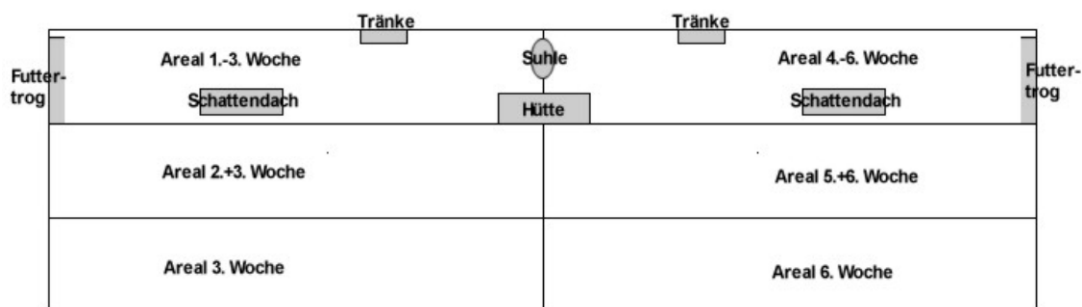 Tränke
Tränke
Areal 1.-3. Woche
Suhle
Areal 4.-6. Woche
Futter-
trog
Futter-
trog
Schattendach
Hütte
Schattendach
Areal 2.+3. Woche
Areal 5.+6. Woche
Areal 3. Woche
Areal 6. Woche